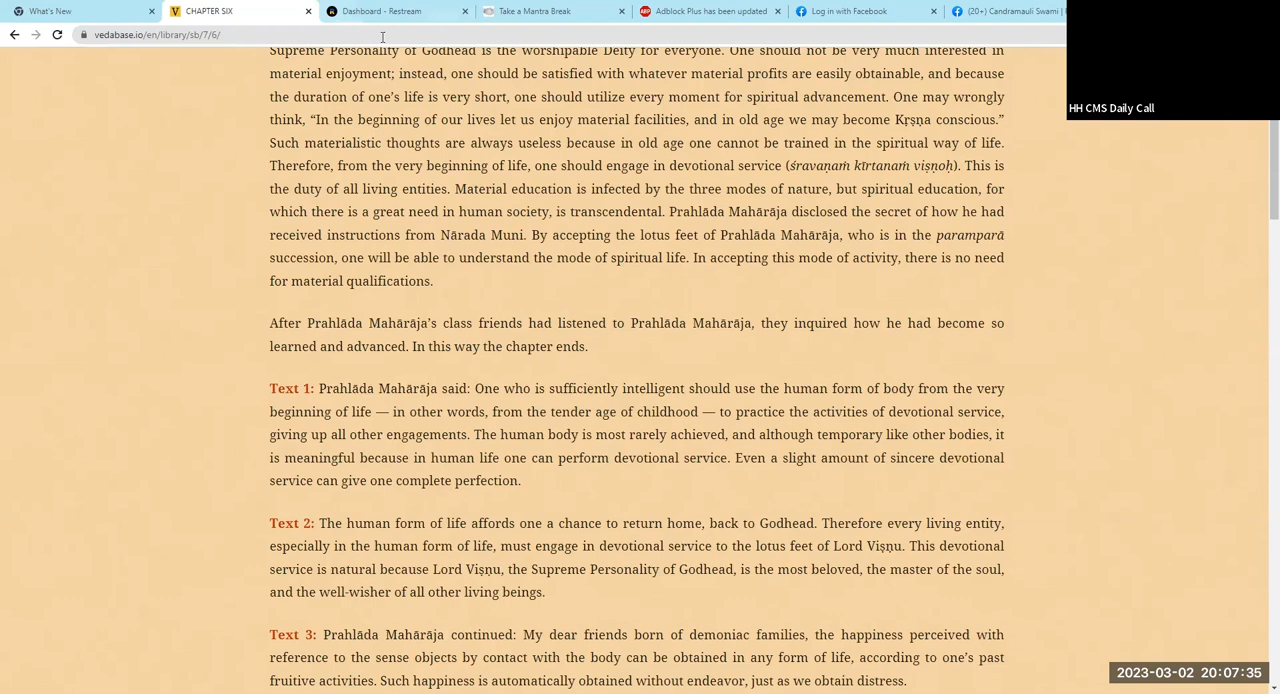 What's New
CHAPTER SIX
Dashboard - Restream
Take a Mantra Break
Adblock Plus has been updated
Log in with Facebook
(20+) Candramauli Swami |
vedabase.io/en/library/sb/7/6/
HH CMS Daily Call
Supreme Personality of Godhead is the worshipable Deity for everyone. One should not be very much interested in
material enjoyment; instead, one should be satisfied with whatever material profits are easily obtainable, and because
the duration of one's life is very short, one should utilize every moment for spiritual advancement. One may wrongly
think, “In the beginning of our lives let us enjoy material facilities, and in old age we may become Kṛṣṇa conscious.”
Such materialistic thoughts are always useless because in old age one cannot be trained in the spiritual way of life.
Therefore, from the very beginning of life, one should engage in devotional service (śravaṇaṁ kīrtanaṁ viṣṇoḥ). This is
the duty of all living entities. Material education is infected by the three modes of nature, but spiritual education, for
which there is a great need in human society, is transcendental. Prahlāda Mahārāja disclosed the secret of how he had
received instructions from Nārada Muni. By accepting the lotus feet of Prahlāda Mahārāja, who is in the paramparā
succession, one will be able to understand the mode of spiritual life. In accepting this mode of activity, there is no need
for material qualifications.
After Prahlāda Mahārāja's class friends had listened to Prahlāda Mahārāja, they inquired how he had become so
learned and advanced. In this way the chapter ends.
Text 1: Prahlāda Mahārāja said: One who is sufficiently intelligent should use the human form of body from the very
beginning of life — in other words, from the tender age of childhood — to practice the activities of devotional service,
giving up all other engagements. The human body is most rarely achieved, and although temporary like other bodies, it
is meaningful because in human life one can perform devotional service. Even a slight amount of sincere devotional
service can give one complete perfection.
Text 2: The human form of life affords one a chance to return home, back to Godhead. Therefore every living entity,
especially in the human form of life, must engage in devotional service to the lotus feet of Lord Viṣṇu. This devotional
service is natural because Lord Viṣṇu, the Supreme Personality of Godhead, is the most beloved, the master of the soul,
and the well-wisher of all other living beings.
Text 3: Prahlāda Mahārāja continued: My dear friends born of demoniac families, the happiness perceived with
reference to the sense objects by contact with the body can be obtained in any form of life, according to one's past
fruitive activities. Such happiness is automatically obtained without endeavor, just as we obtain distress.
2023-03-02 20:07:35